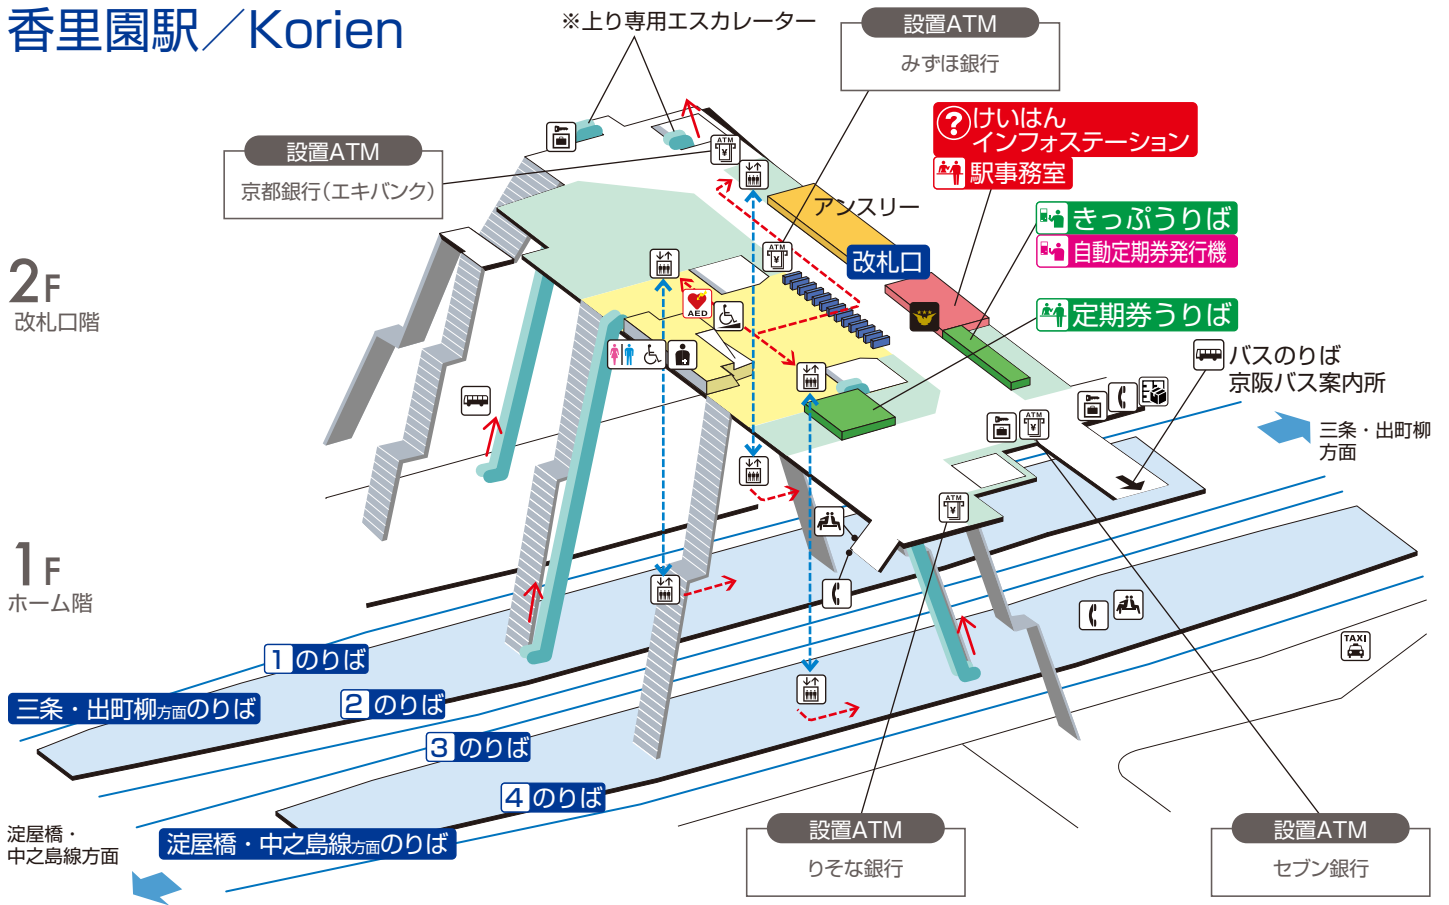 香里園駅／Korien
※上り専用エスカレーター
設置ATM
みずほ銀行
設置ATM
京都銀行（エキバンク）
?
けいはん
インフォステーション
駅事務室
アンスリー
きっぷうりば
自動定期券発行機
改札口
定期券うりば
2F
改札口階
ATM
¥
ATM
¥
AED
バスのりば
京阪バス案内所
三条・出町柳
方面
ATM
¥
ATM
¥
1F
ホーム階
TAXI
1 のりば
三条・出町柳方面のりば
2 のりば
3 のりば
4 のりば
淀屋橋・
中之島線方面
淀屋橋・中之島線方面のりば
設置ATM
りそな銀行
設置ATM
セブン銀行